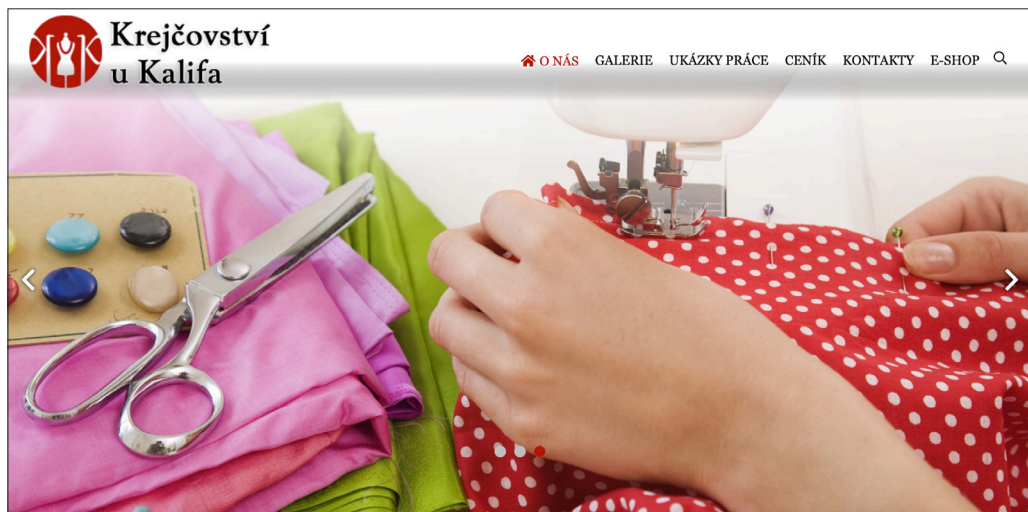 Krejčovství
u Kalifa
O NÁS GALERIE UKÁZKY PRÁCE CENÍK KONTAKTY E-SHOP